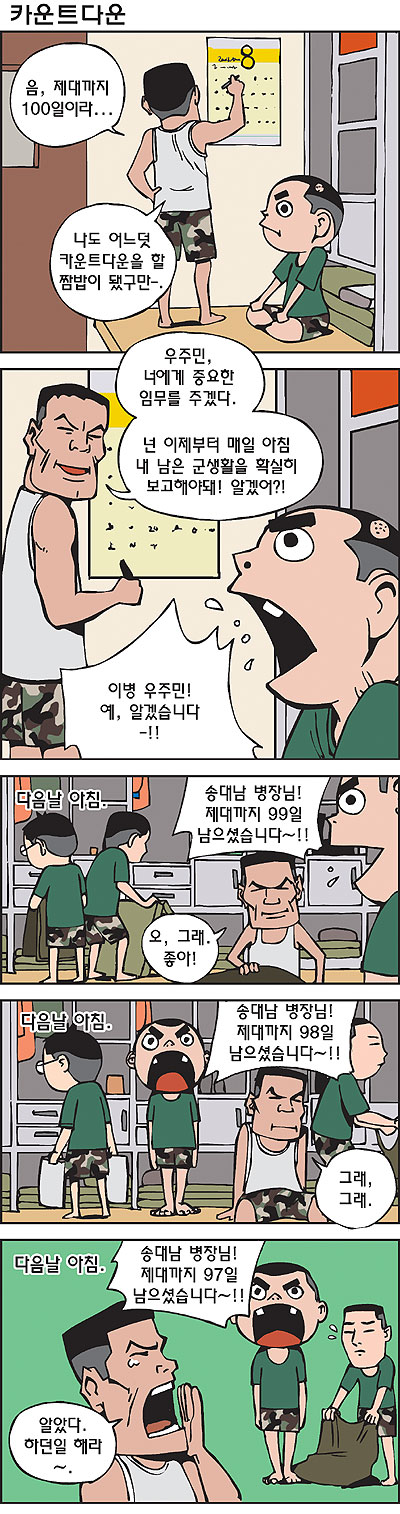 카운트다운
음, 제대까지
100일이라...
8
나도 어느덧
카운트다운을 할
짬밥이 됐구만-.
우주민,
너에게 중요한
임무를 주겠다.
넌 이제부터 매일 아침
내 남은 군생활을 확실히
보고해야돼! 알겠어?!
이병 우주민!
예, 알겠습니다
-!!
다음날 아침.
송대남 병장님!
제대까지 99일
남으셨습니다~!!
오, 그래.
좋아!
다음날 아침.
송대남 병장님!
제대까지 98일
남으셨습니다~!!
그래,
그래.
다음날 아침.
송대남 병장님!
제대까지 97일
남으셨습니다~!!
알았다.
하던일 해라
~.